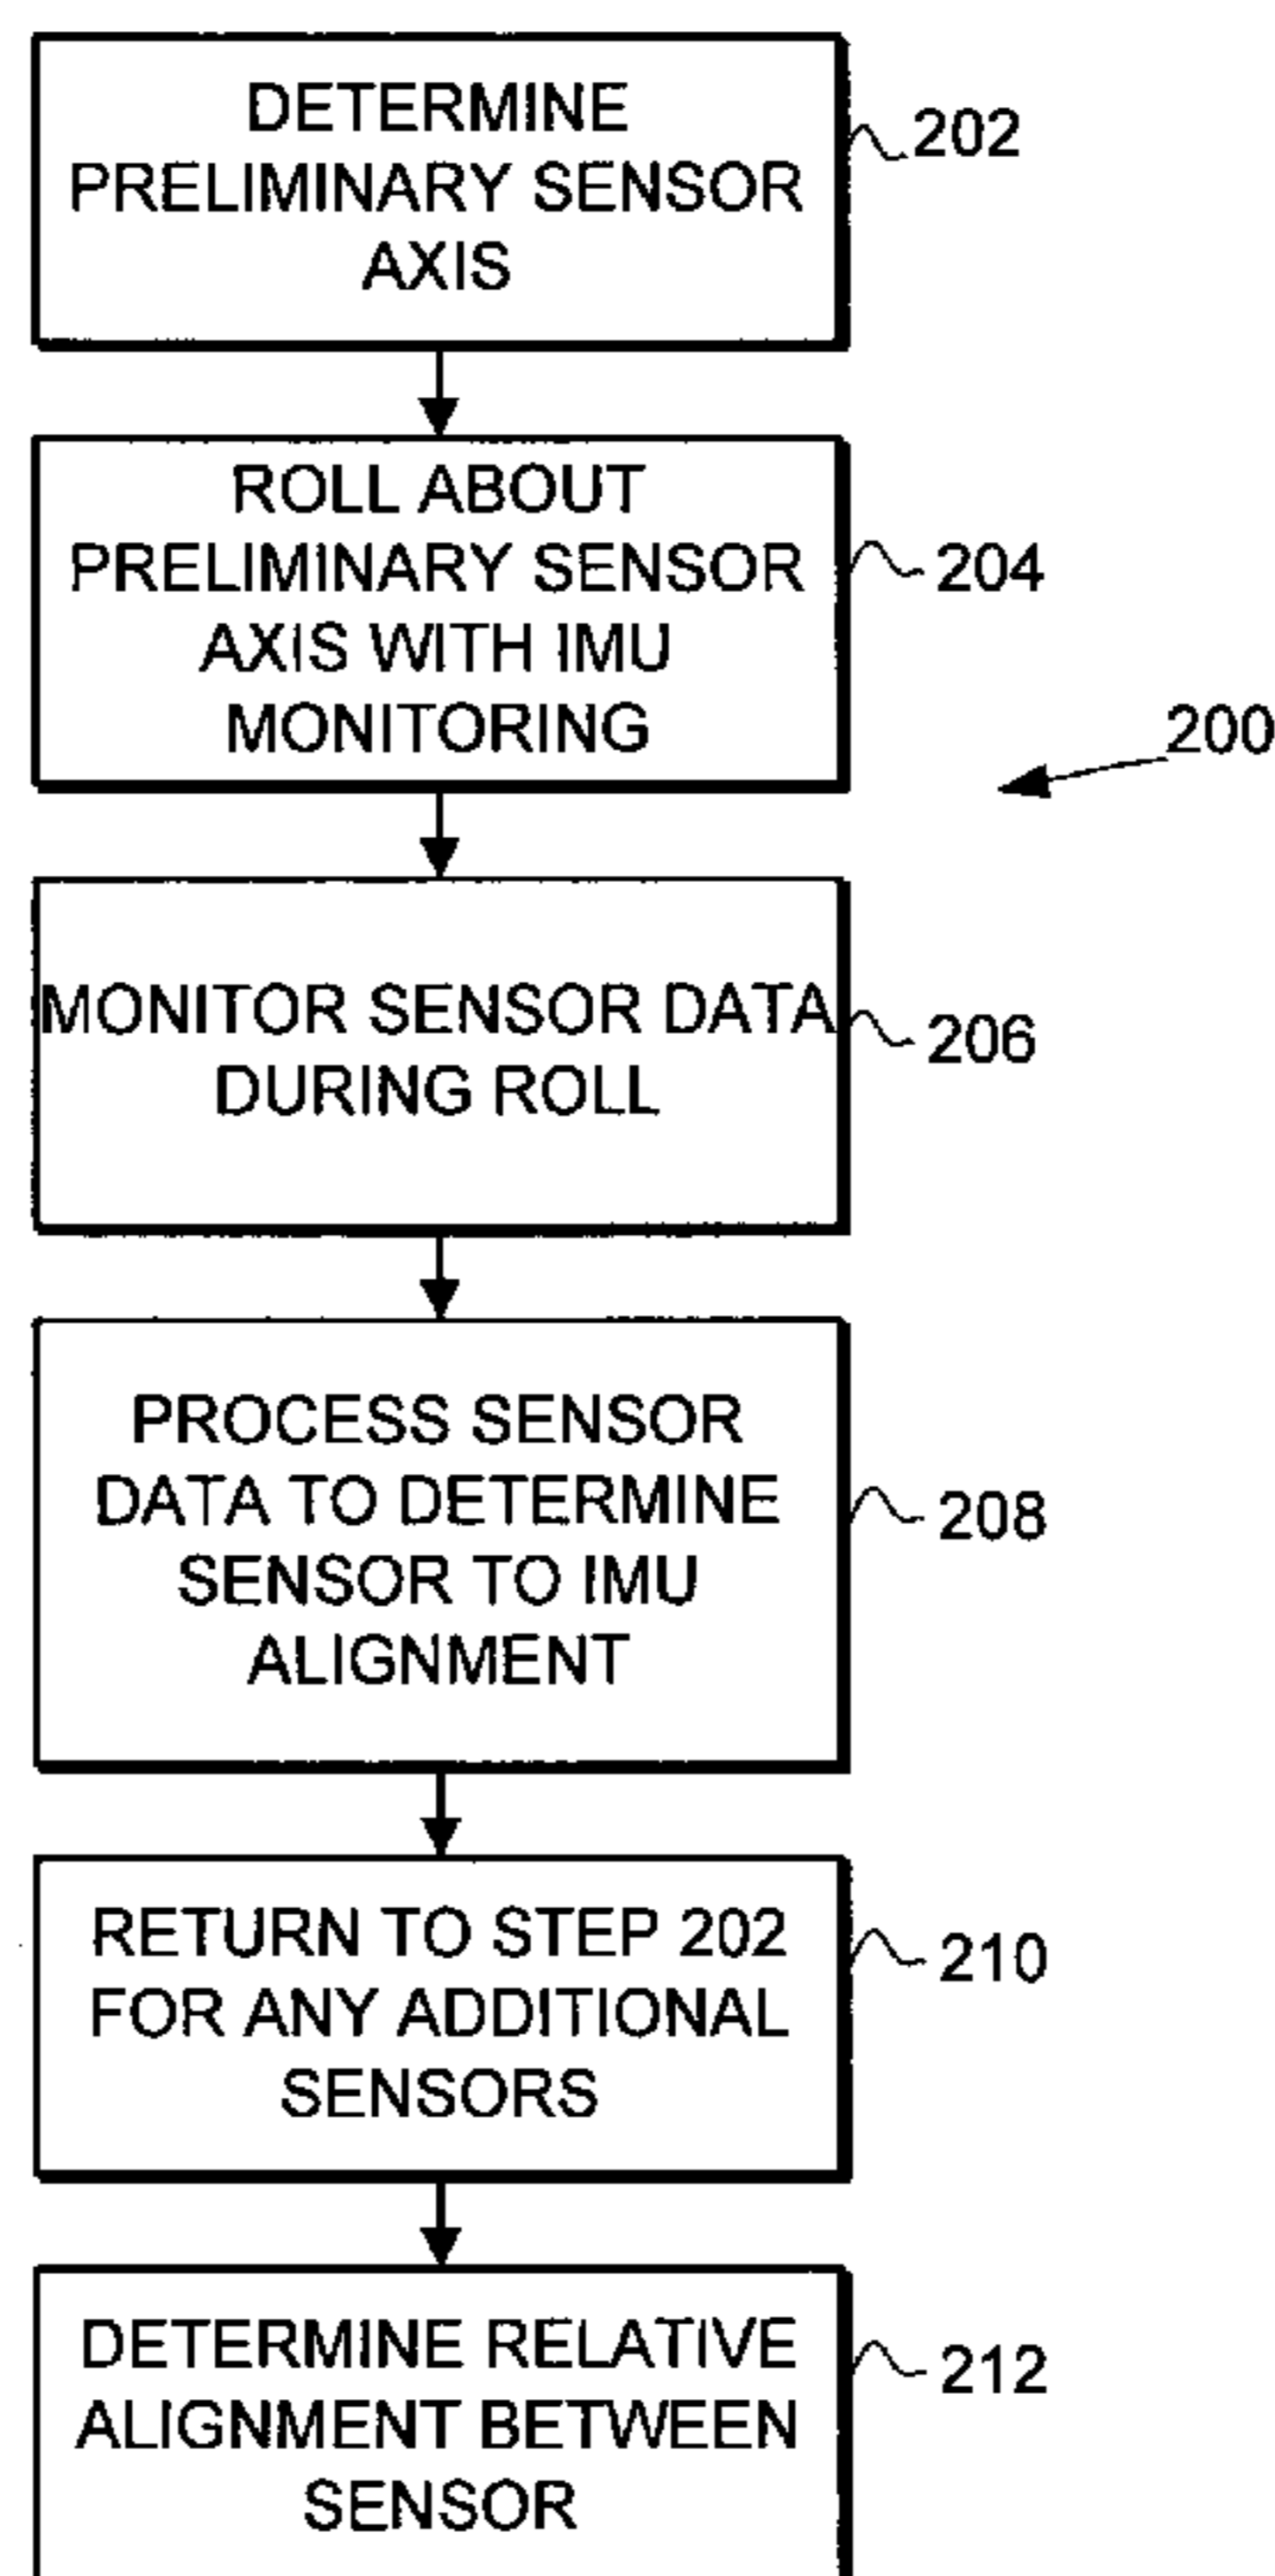 DETERMINE
PRELIMINARY SENSOR
AXIS
202
ROLL ABOUT
PRELIMINARY SENSOR
AXIS WITH IMU
MONITORING
204
200
MONITOR SENSOR DATA
DURING ROLL
206
PROCESS SENSOR
DATA TO DETERMINE
SENSOR TO IMU
ALIGNMENT
208
RETURN TO STEP 202
FOR ANY ADDITIONAL
SENSORS
210
DETERMINE RELATIVE
ALIGNMENT BETWEEN
SENSOR
212